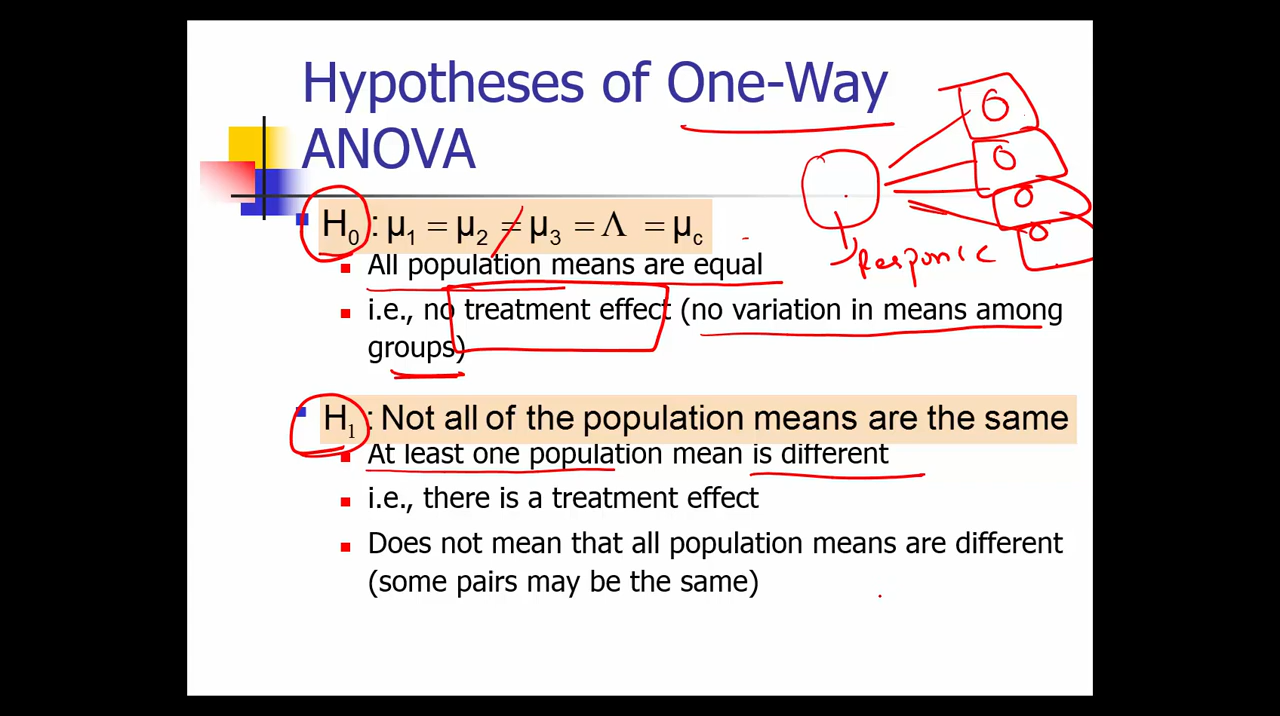 Hypotheses of One-Way
ANOVA
H₀ : μ₁ = μ₂ = μ₃ = Λ = μc
All population means are equal
i.e., no treatment effect (no variation in means among
groups)
Response
H₁ : Not all of the population means are the same
At least one population mean is different
i.e., there is a treatment effect
Does not mean that all population means are different
(some pairs may be the same)